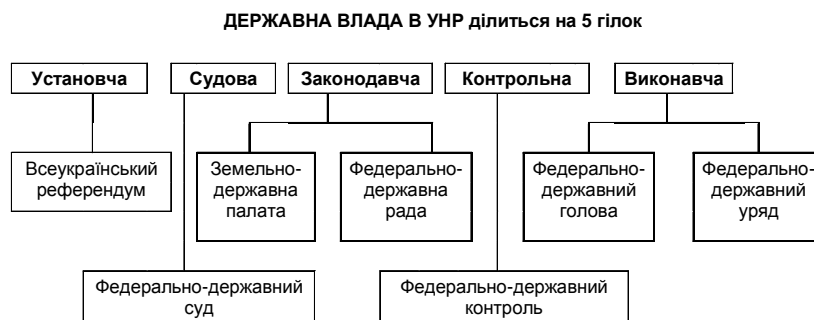 ДЕРЖАВНА ВЛАДА В УНР ділиться на 5 гілок
Установча
Судова
Законодавча
Контрольна
Виконавча
Всеукраїнський
референдум
Земельно-
державна
палата
Федерально-
державна
рада
Федерально-
державний
голова
Федерально-
державний
уряд
Федерально-державний
суд
Федерально-державний
контроль